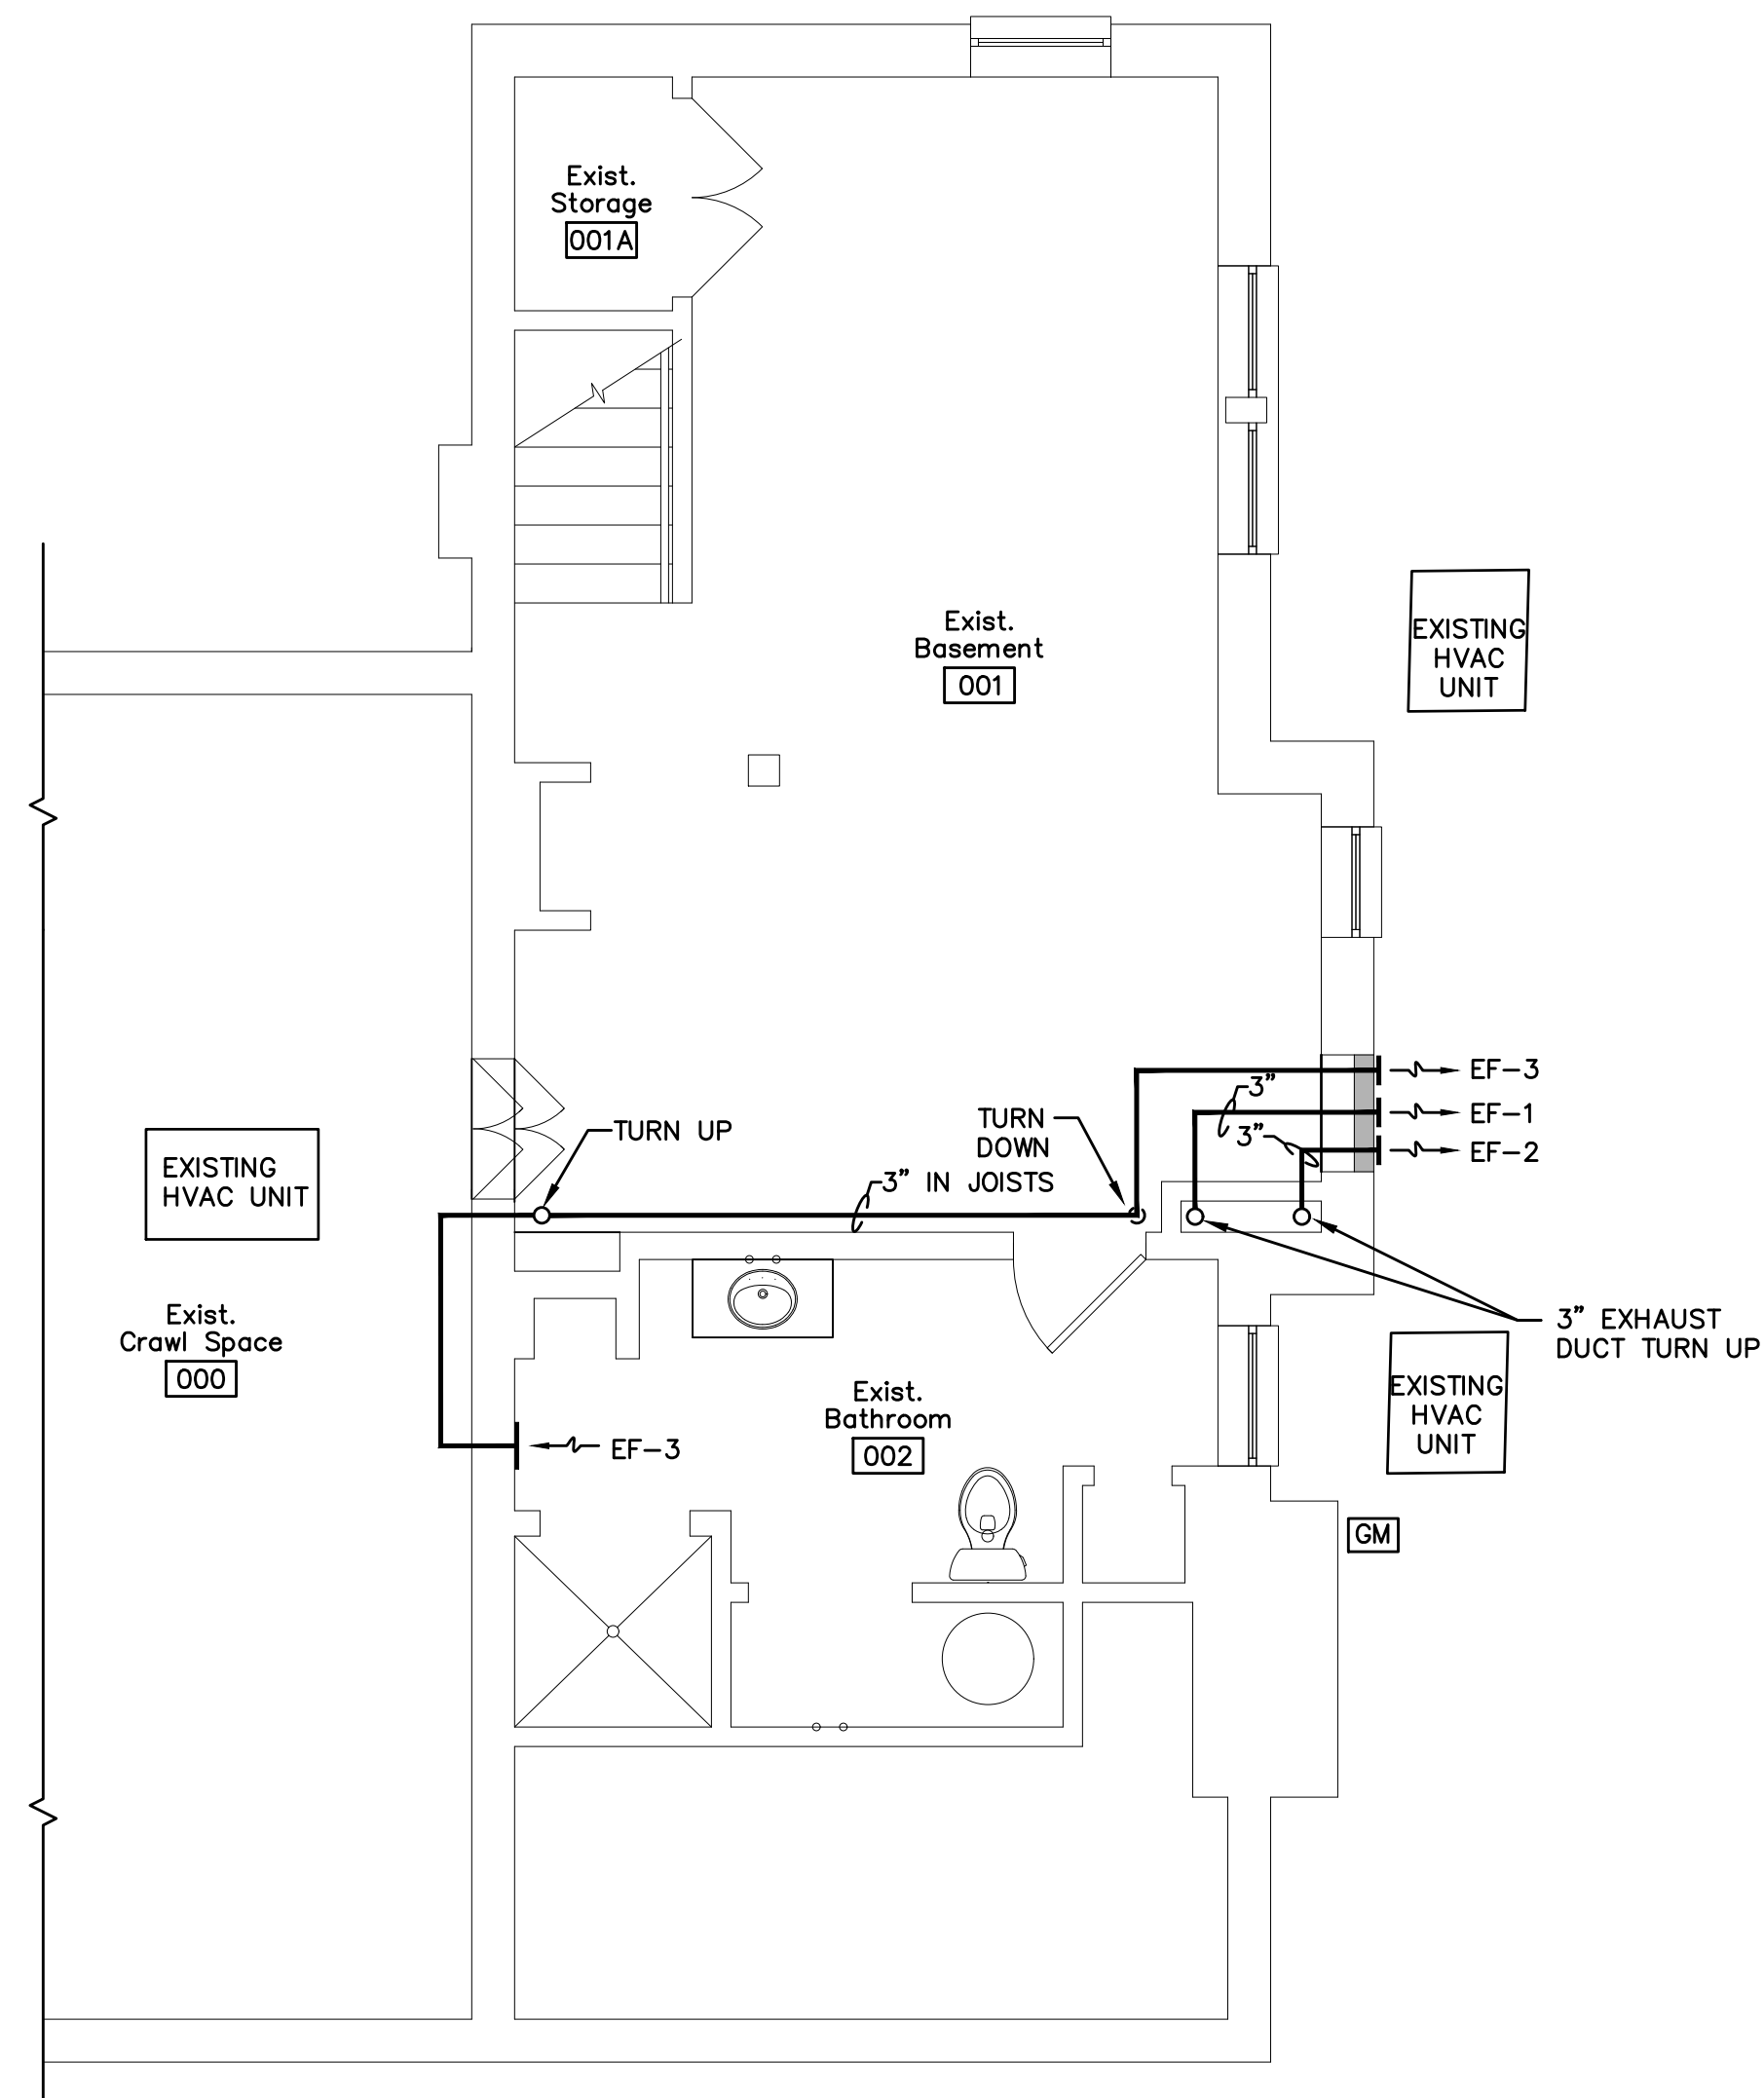 Exist.
Storage
001A
Exist.
Basement
001
EXISTING
HVAC
UNIT
EF-3
3"
EF-1
3"
EF-2
TURN UP
TURN
DOWN
3" IN JOISTS
EXISTING
HVAC UNIT
Exist.
Crawl Space
000
3" EXHAUST
DUCT TURN UP
EXISTING
HVAC
UNIT
Exist.
Bathroom
002
EF-3
GM